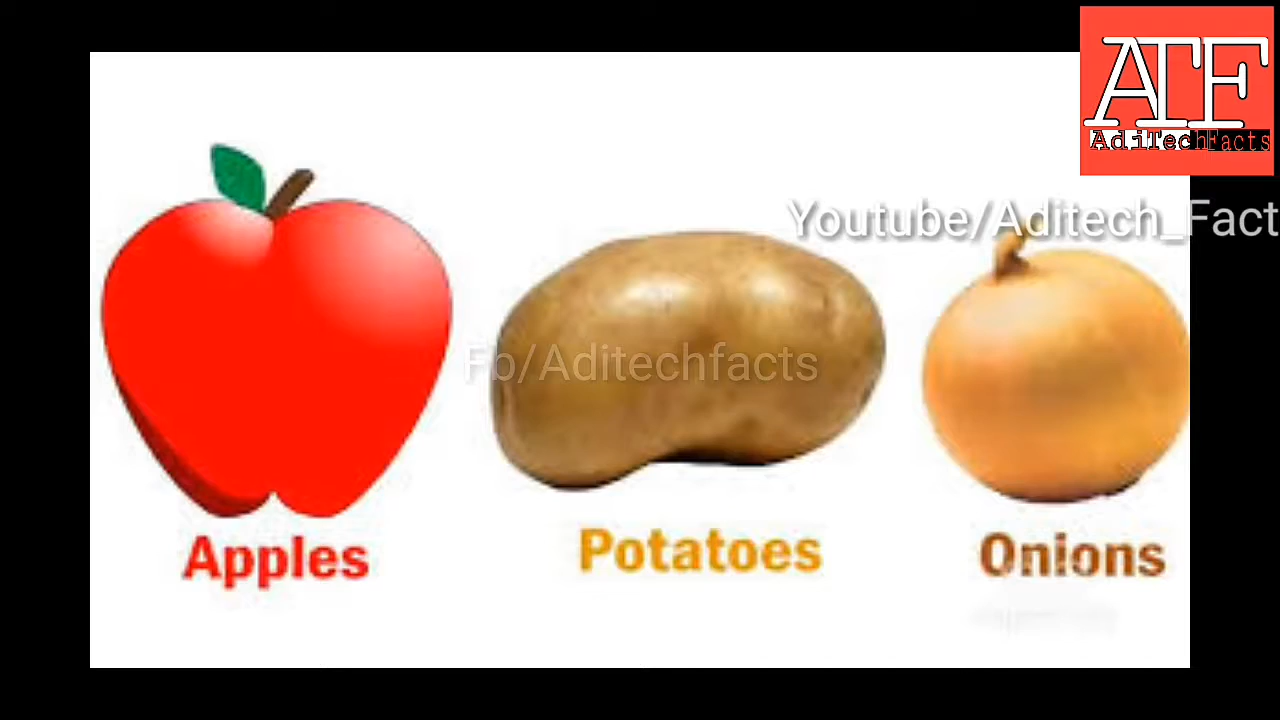 ATF
AdiTechFacts
Youtube/Aditech_Fact
Fb/Aditechfacts
Apples
Potatoes
Onions